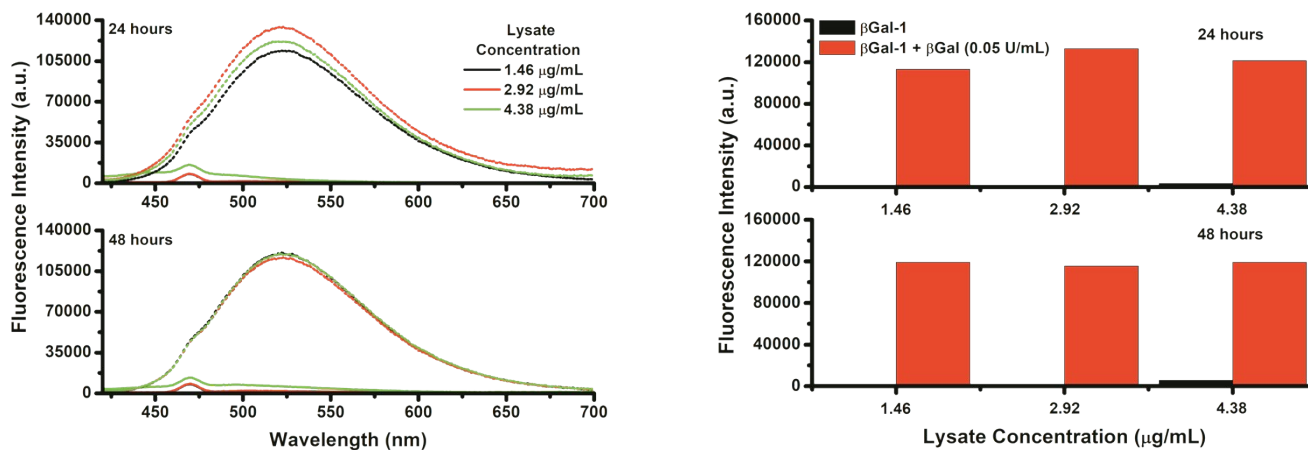 140000
24 hours
105000
70000
35000
0
450
500
550
600
650
700
Lysate
Concentration
1.46 μg/mL
2.92 μg/mL
4.38 μg/mL
140000
48 hours
105000
70000
35000
0
450
500
550
600
650
700
Fluorescence Intensity (a.u.)
Wavelength (nm)
160000
120000
80000
40000
0
βGal-1
βGal-1 + βGal (0.05 U/mL)
24 hours
1.46
2.92
4.38
160000
120000
80000
40000
0
48 hours
1.46
2.92
4.38
Fluorescence Intensity (a.u.)
Lysate Concentration (μg/mL)